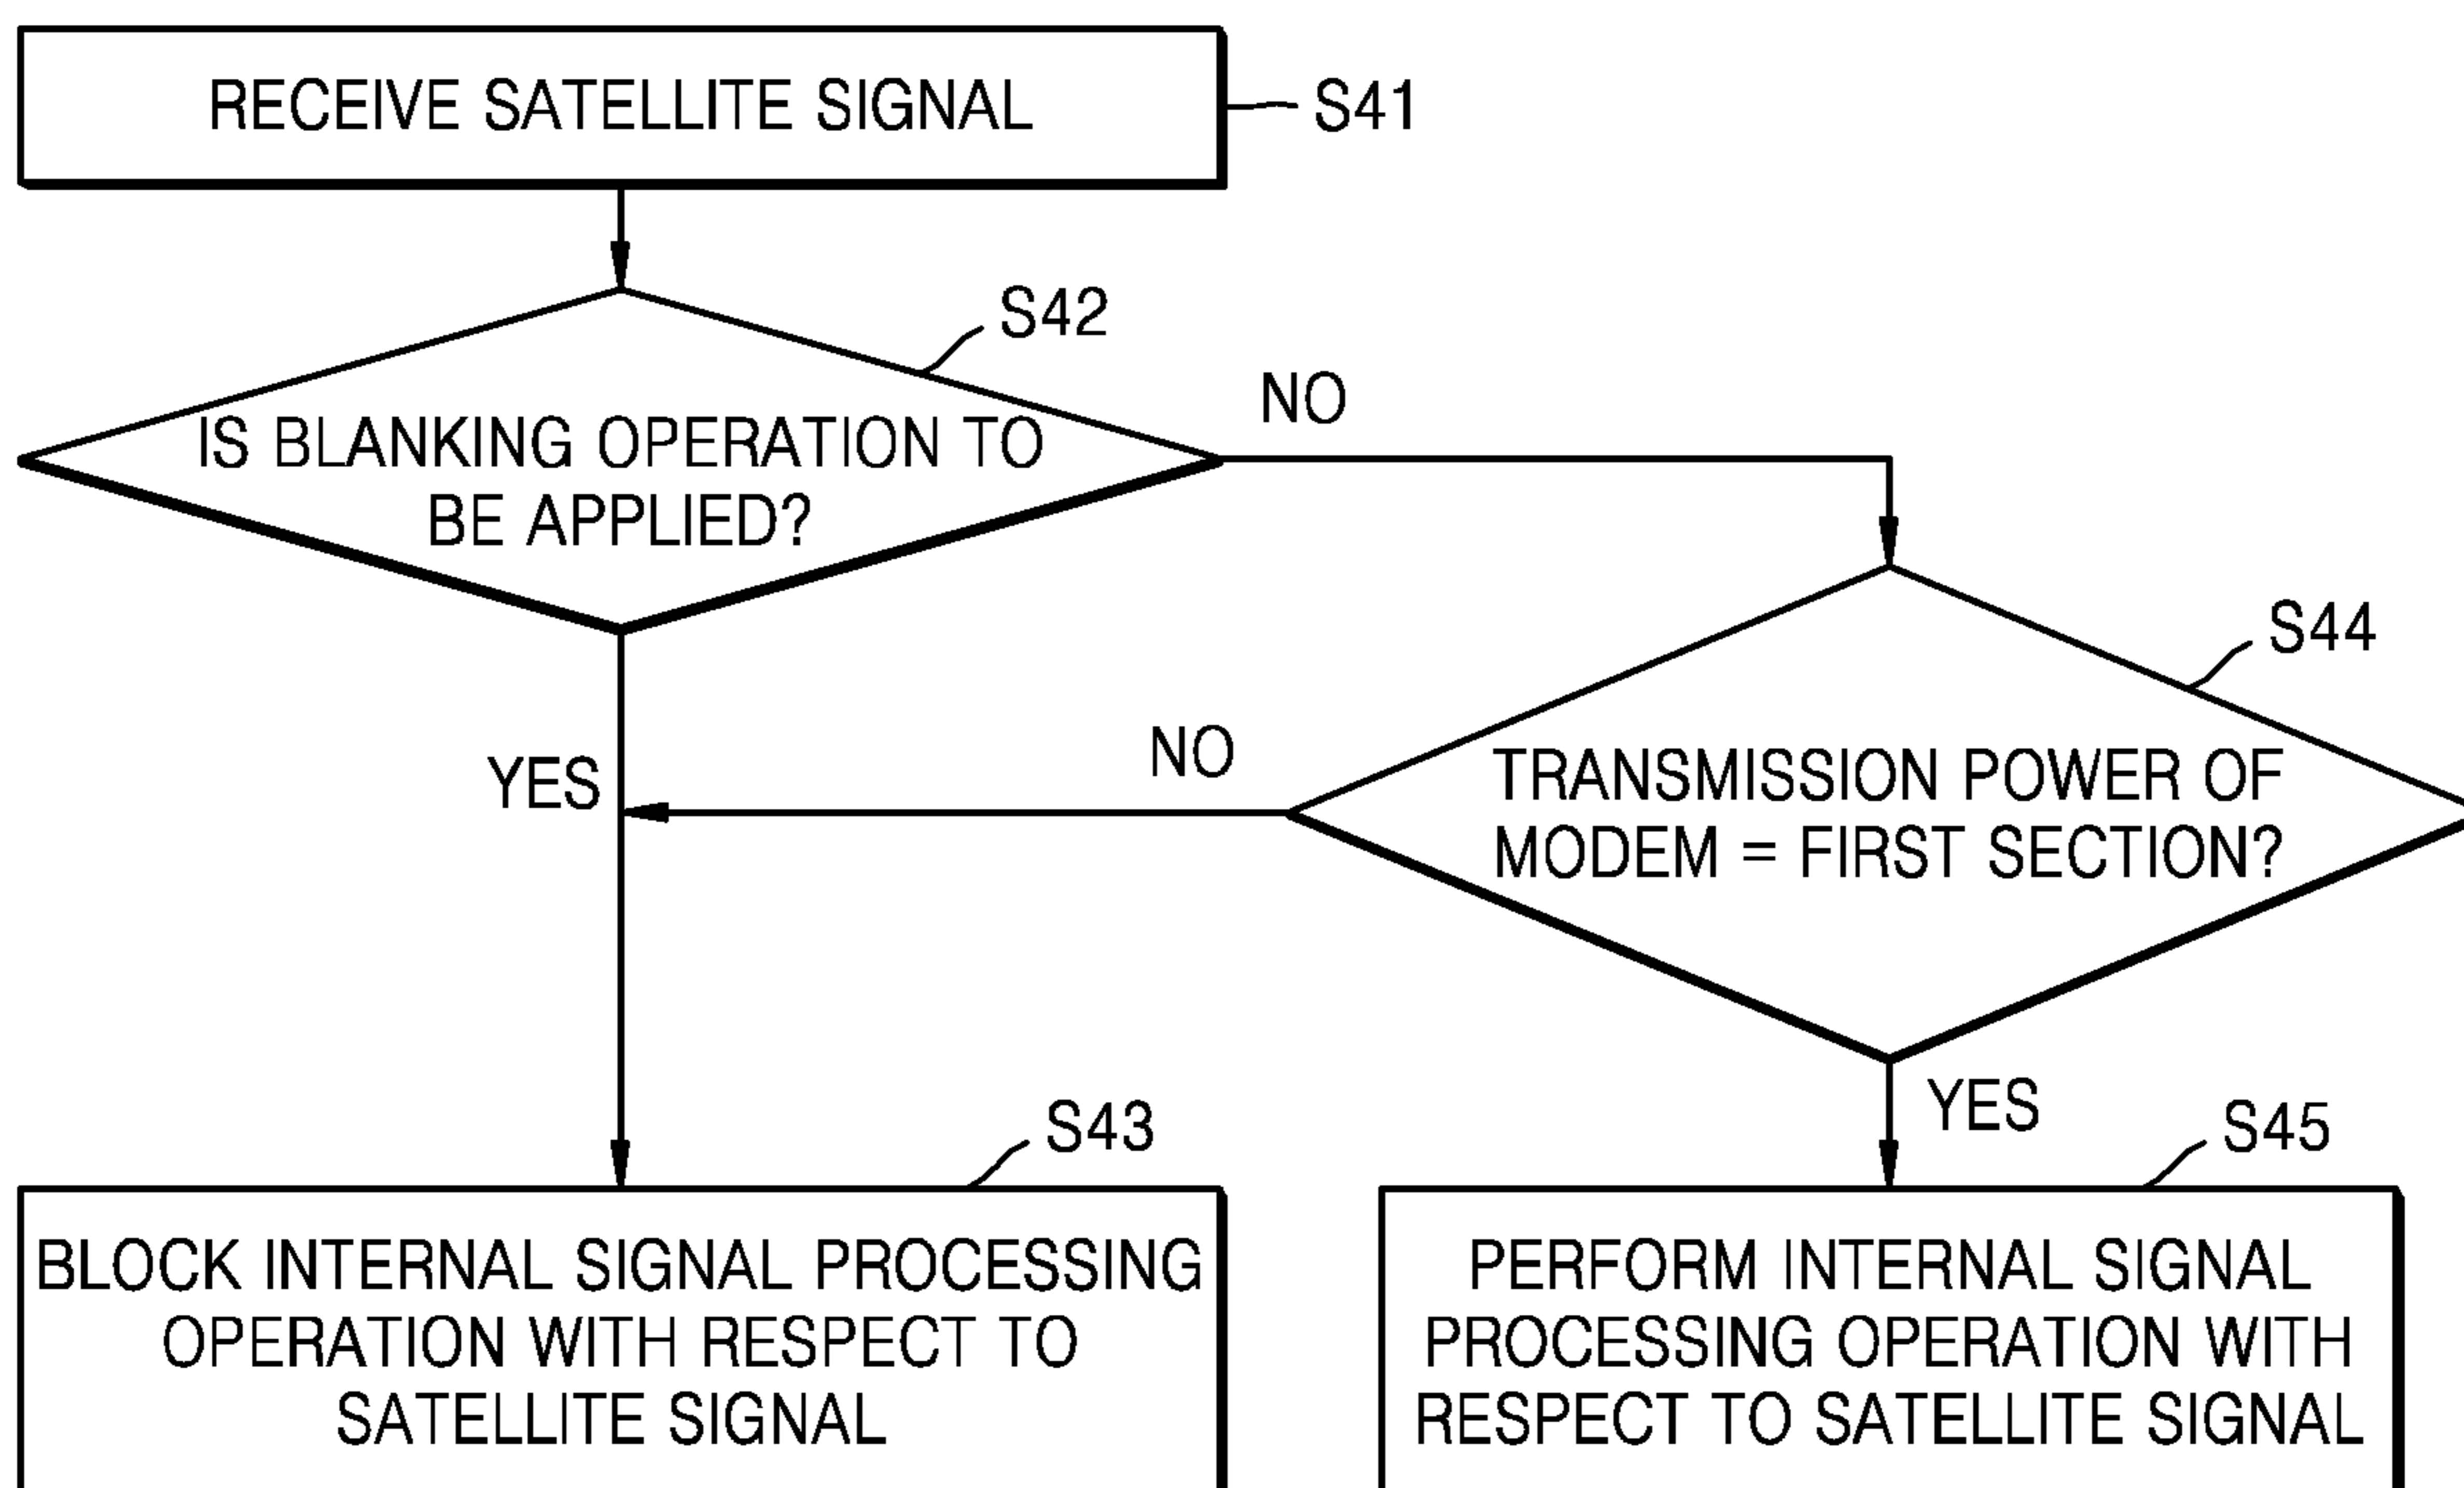 RECEIVE SATELLITE SIGNAL
S41
S42
IS BLANKING OPERATION TO
BE APPLIED?
NO
S44
TRANSMISSION POWER OF
MODEM = FIRST SECTION?
NO
YES
YES
S43
BLOCK INTERNAL SIGNAL PROCESSING
OPERATION WITH RESPECT TO
SATELLITE SIGNAL
S45
PERFORM INTERNAL SIGNAL
PROCESSING OPERATION WITH
RESPECT TO SATELLITE SIGNAL